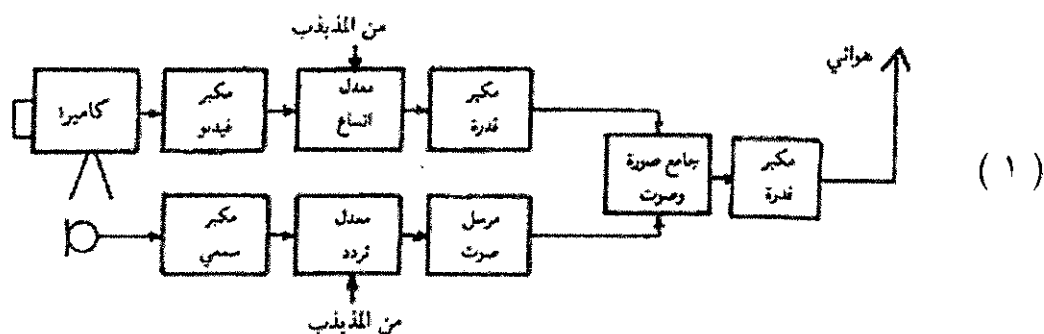 من المذبذب
هوائي
كاميرا
مكبر
فيديو
معدل
اتساع
مكبر
قدرة
جامع صورة
وصوت
مكبر
قدرة
( ١ )
مكبر
سمعي
معدل
تردد
مرسل
صوت
من المذبذب